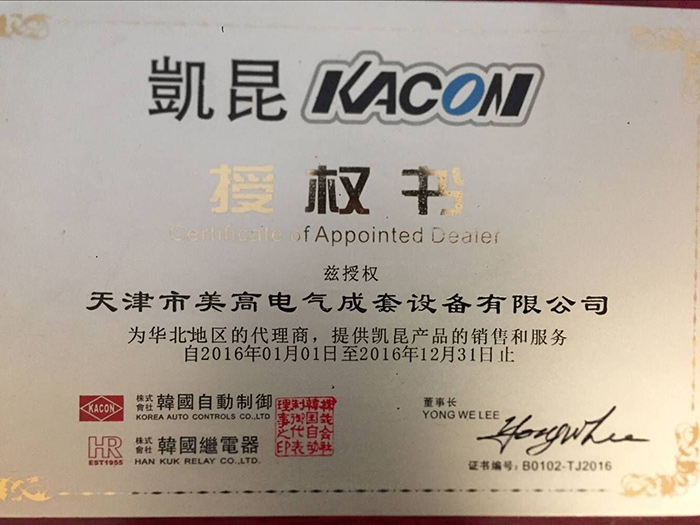 凱昆 KACON
授权书
Certificate of Appointed Dealer
兹授权
天津市美高电气成套设备有限公司
为华北地区的代理商，提供凯昆产品的销售和服务
自2016年01月01日至2016年12月31日止
KACON 株式會社 韓國自動制御
KOREA AUTO CONTROLS CO.,LTD
HR 株式會社 韓國繼電器
EST1955 HAN KUK RELAY CO.,LTD.
董事长
YONG WE LEE
证书编号：B0102-TJ2016